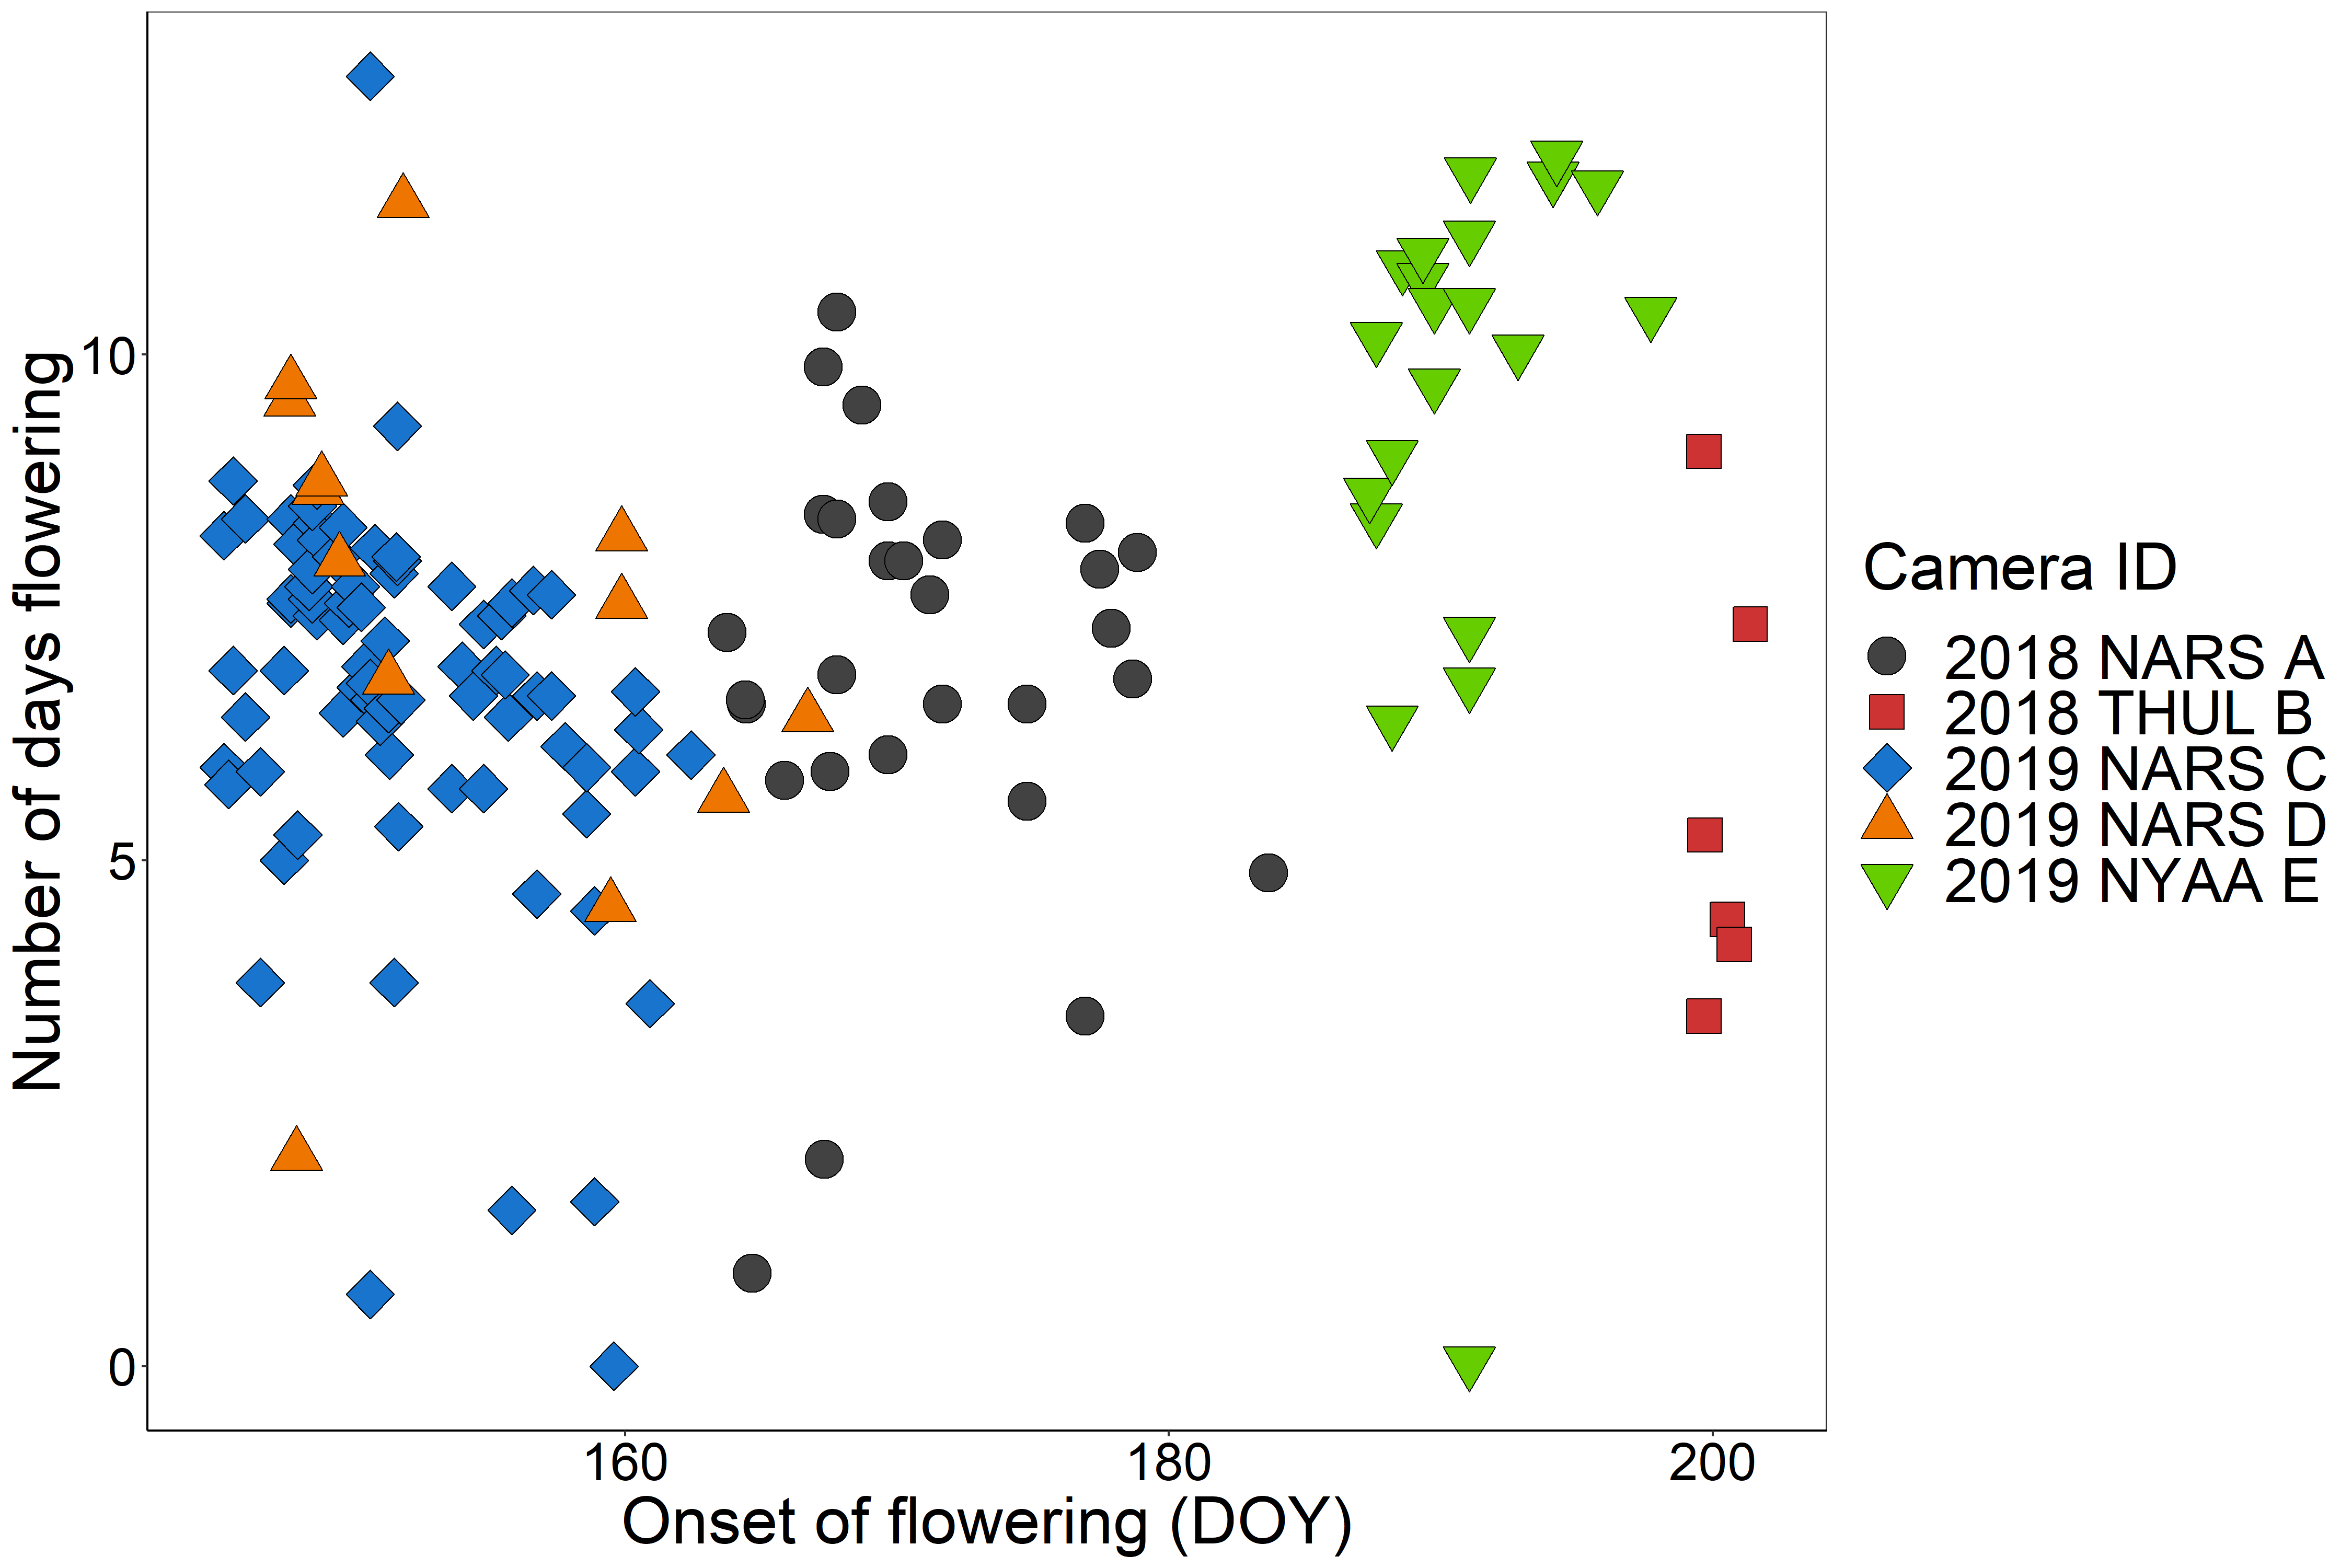 Number of days flowering
10
5
0
160
180
200
Onset of flowering (DOY)
Camera ID
2018 NARS A
2018 THUL B
2019 NARS C
2019 NARS D
2019 NYAA E